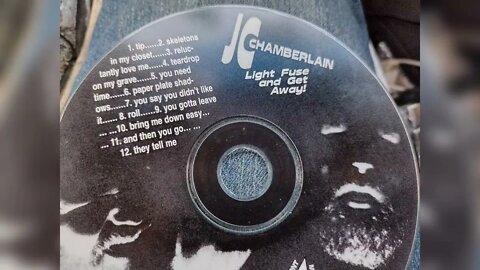 1. tip......2. skeletons
in my closet......3. reluc-
tantly love me......4. teardrop
on my grave......5. you need
time......6. paper plate shad-
ows......7. you say you didn't like
it...... 8. roll......9. you gotta leave
... ...10. bring me down easy...
... 11. and then you go... ...
12. they tell me
JC
CHAMBERLAIN
Light Fuse
and Get
Away!